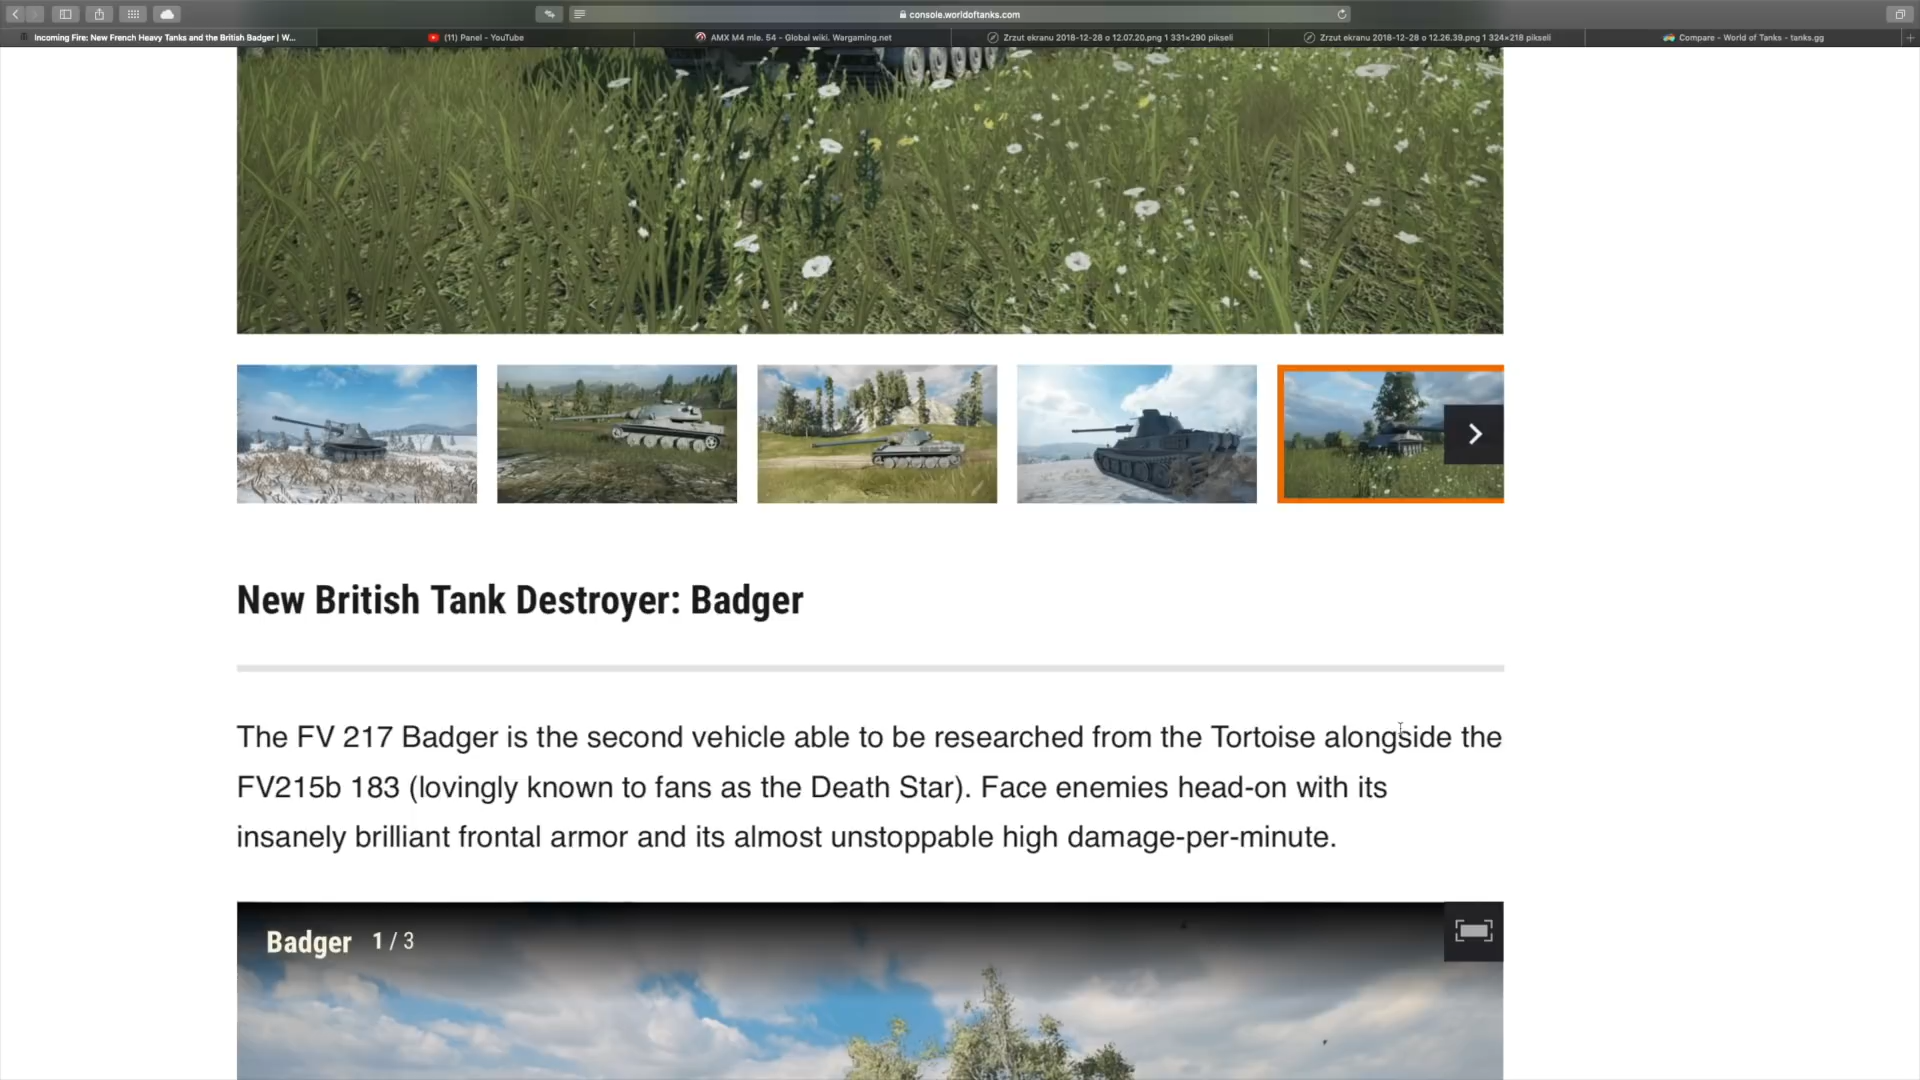 console.worldoftanks.com
Incoming Fire: New French Heavy Tanks and the British Badger | W...
(11) Panel - YouTube
AMX M4 mle. 54 - Global wiki. Wargaming.net
Zrzut ekranu 2018-12-28 o 12.07.20.png 1 331×290 pikseli
Zrzut ekranu 2018-12-28 o 12.26.39.png 1 324×218 pikseli
Compare - World of Tanks - tanks.gg
New British Tank Destroyer: Badger
The FV 217 Badger is the second vehicle able to be researched from the Tortoise alongside the
FV215b 183 (lovingly known to fans as the Death Star). Face enemies head-on with its
insanely brilliant frontal armor and its almost unstoppable high damage-per-minute.
Badger 1 / 3